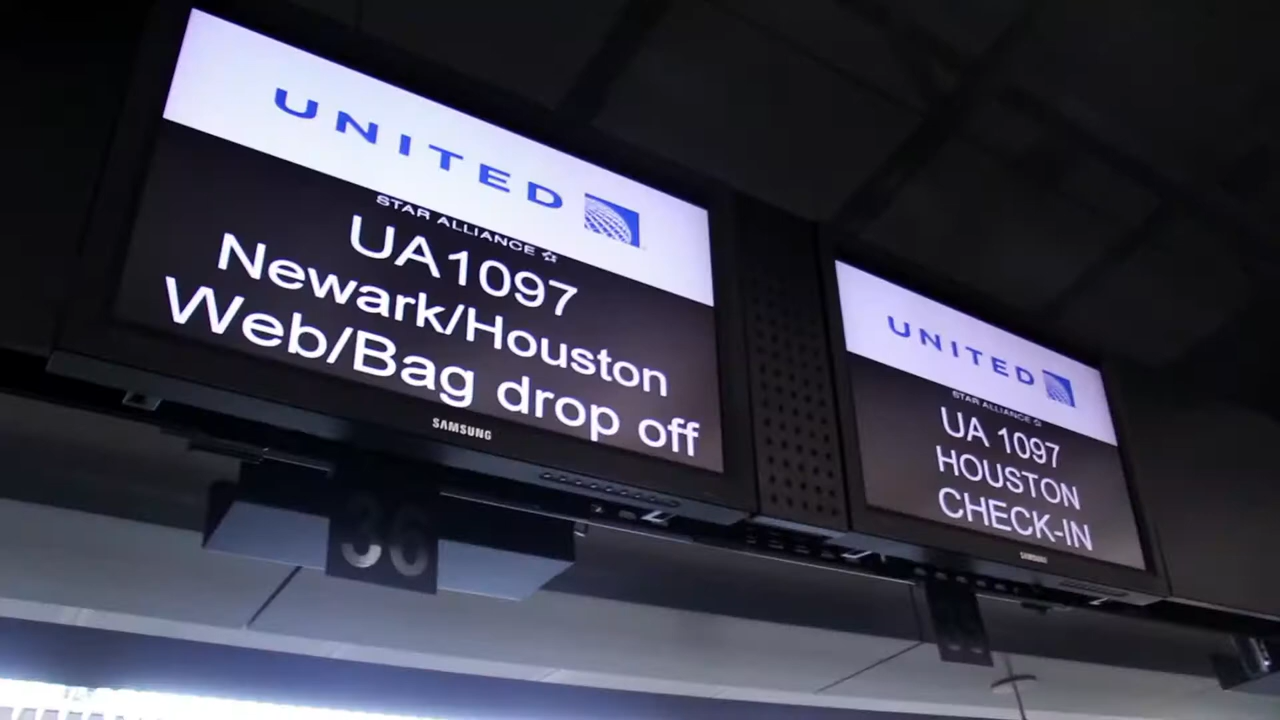 UNITED
STAR ALLIANCE
UA1097
Newark/Houston
Web/Bag drop off
SAMSUNG
36
UNITED
STAR ALLIANCE
UA 1097
HOUSTON
CHECK-IN
SAMSUNG